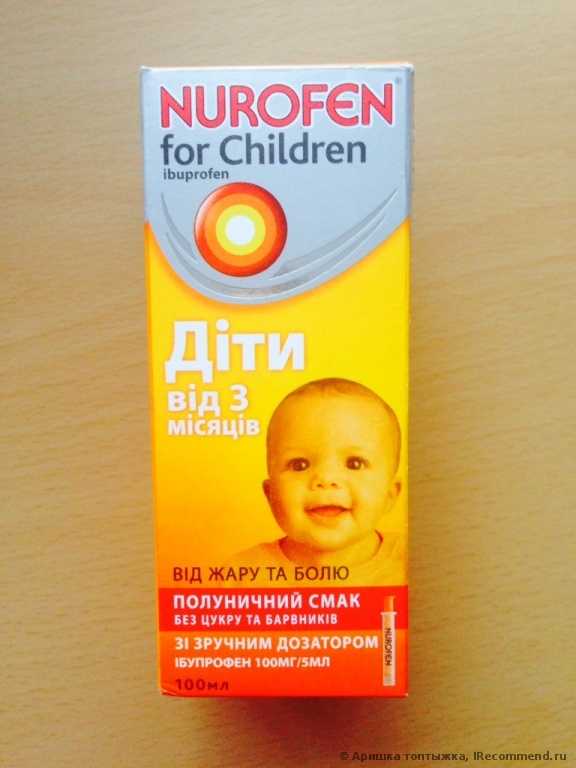 NUROFEN®
for Children
ibuprofen
Діти
від 3
місяців
ВІД ЖАРУ ТА БОЛЮ
ПОЛУНИЧНИЙ СМАК
БЕЗ ЦУКРУ ТА БАРВНИКІВ
ЗІ ЗРУЧНИМ ДОЗАТОРОМ
ІБУПРОФЕН 100МГ/5МЛ
NUROFEN
100мл
© Аришка топтыжка, IRecommend.ru